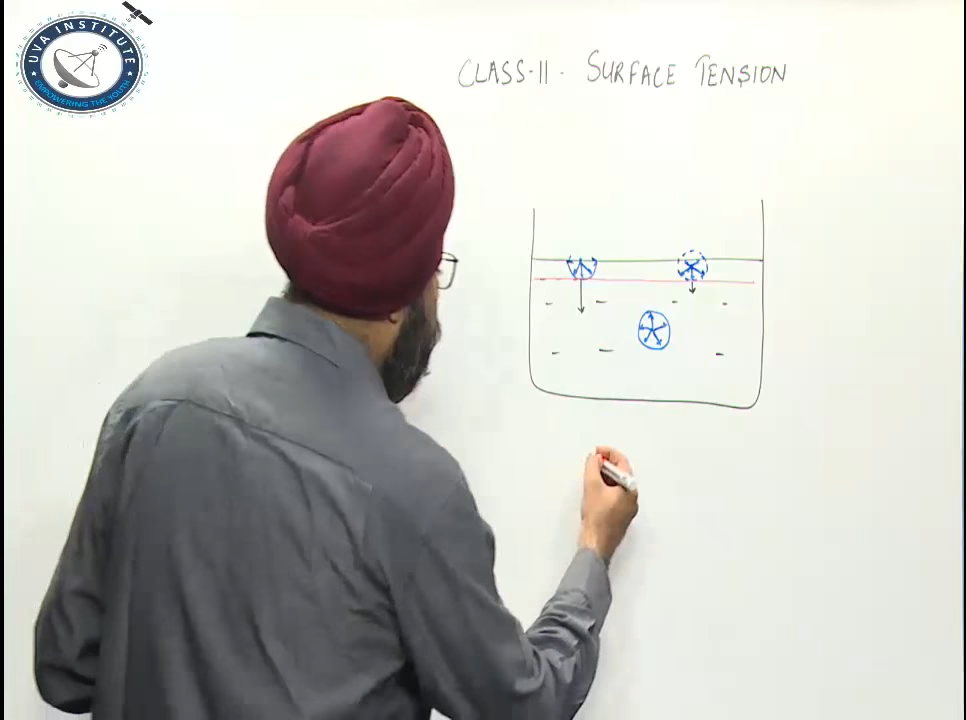 UVA INSTITUTE
EMPOWERING THE YOUTH
CLASS-11. SURFACE TENSION